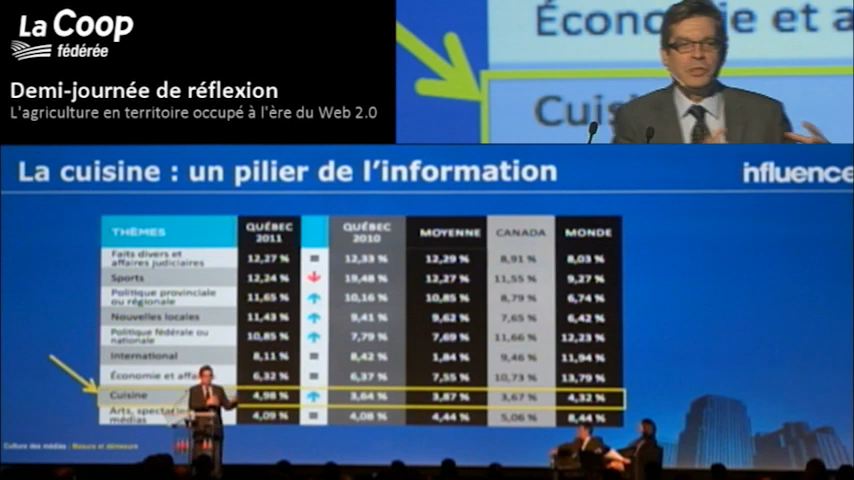 La Coop
fédérée
Demi-journée de réflexion
L'agriculture en territoire occupé à l'ère du Web 2.0
Économie et a
Cuis
La cuisine : un pilier de l'information
influence
THÈMES QUÉBEC 2011 QUÉBEC 2010 MOYENNE CANADA MONDE
Faits divers et affaires judiciaires 12,27 % = 12,33 % 12,29 % 8,91 % 8,03 %
Sports 12,24 % 19,48 % 12,27 % 11,55 % 9,27 %
Politique provinciale ou régionale 11,65 % 10,16 % 10,85 % 8,79 % 6,74 %
Nouvelles locales 11,43 % 9,41 % 9,62 % 7,65 % 6,42 %
Politique fédérale ou nationale 10,85 % 7,79 % 7,69 % 11,66 % 12,23 %
International 8,11 % = 8,42 % 1,84 % 9,46 % 11,94 %
Économie et affa 6,32 % = 6,37 % 7,55 % 10,73 % 13,79 %
Cuisine 4,98 % 3,64 % 3,87 % 3,67 % 4,32 %
Arts, specta médias 4,09 % = 4,08 % 4,44 % 5,06 % 8,44 %
Culture des médias : Mesure et démesure